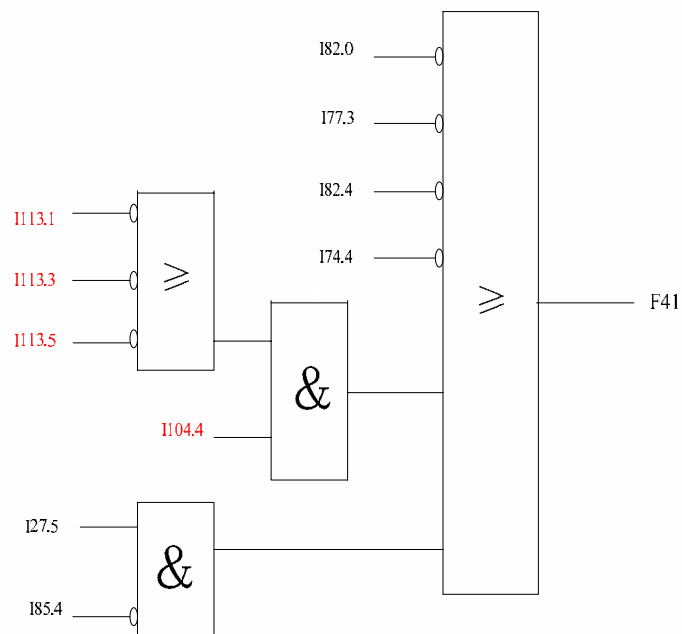 I82.0
I77.3
I82.4
I74.4
I113.1
I113.3
I113.5
≥
≥
F41
&
I104.4
I27.5
&
I85.4